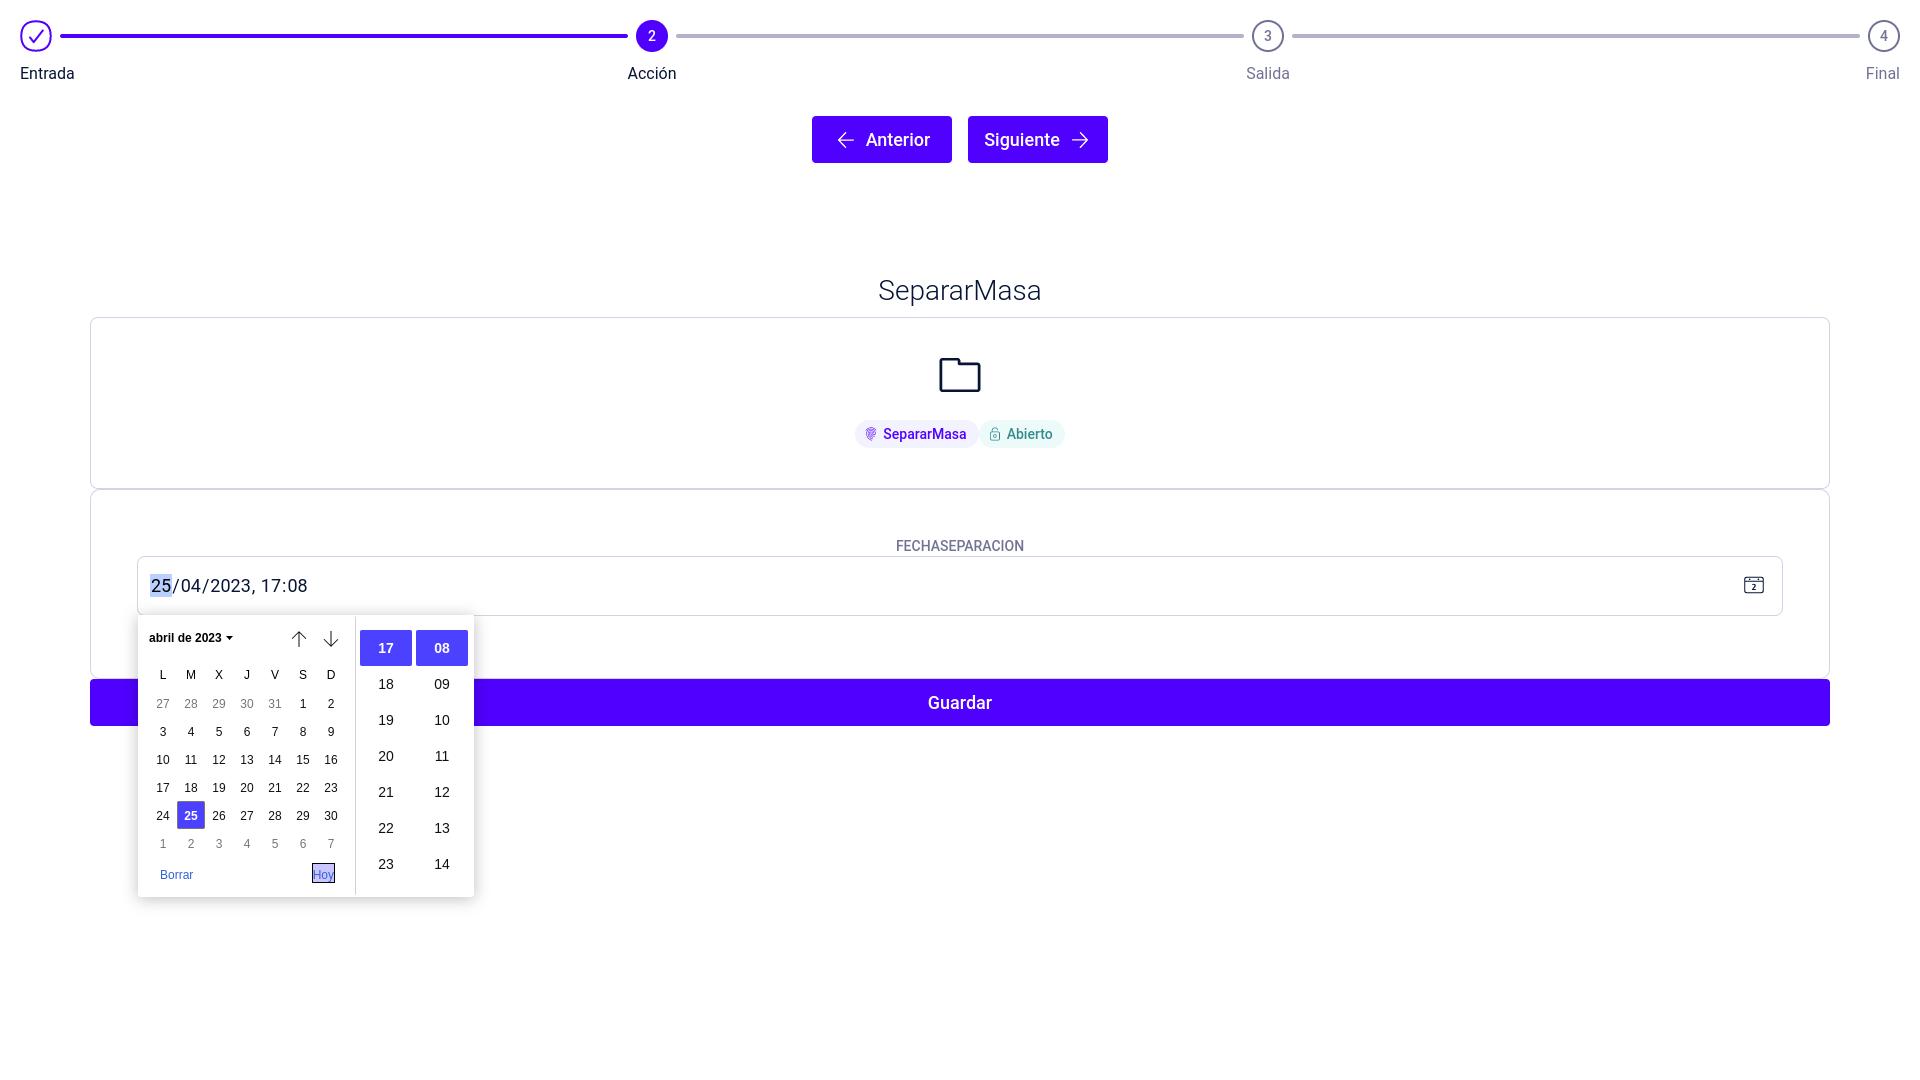 2
3
4
Entrada
Acción
Salida
Final
Anterior
Siguiente
SepararMasa
SepararMasa
Abierto
FECHASEPARACION
25/04/2023, 17:08
2
abril de 2023
L M X J V S D
27 28 29 30 31 1 2
3 4 5 6 7 8 9
10 11 12 13 14 15 16
17 18 19 20 21 22 23
24 25 26 27 28 29 30
1 2 3 4 5 6 7
Borrar
Hoy
17 08
18 09
19 10
20 11
21 12
22 13
23 14
Guardar